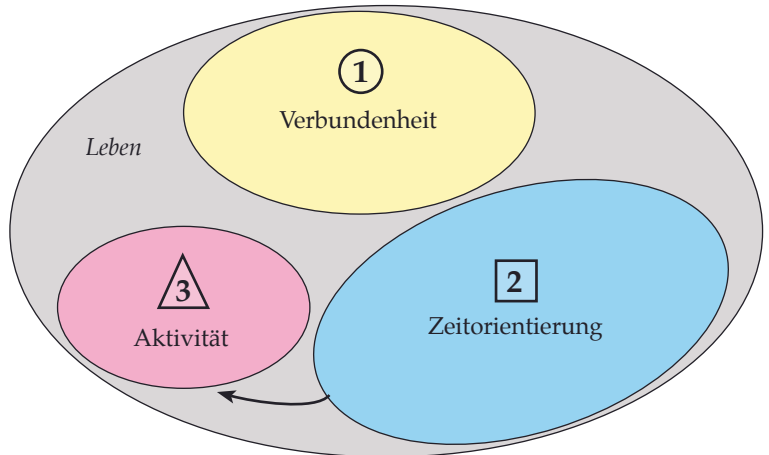 1
Verbundenheit
Leben
2
Zeitorientierung
3
Aktivität